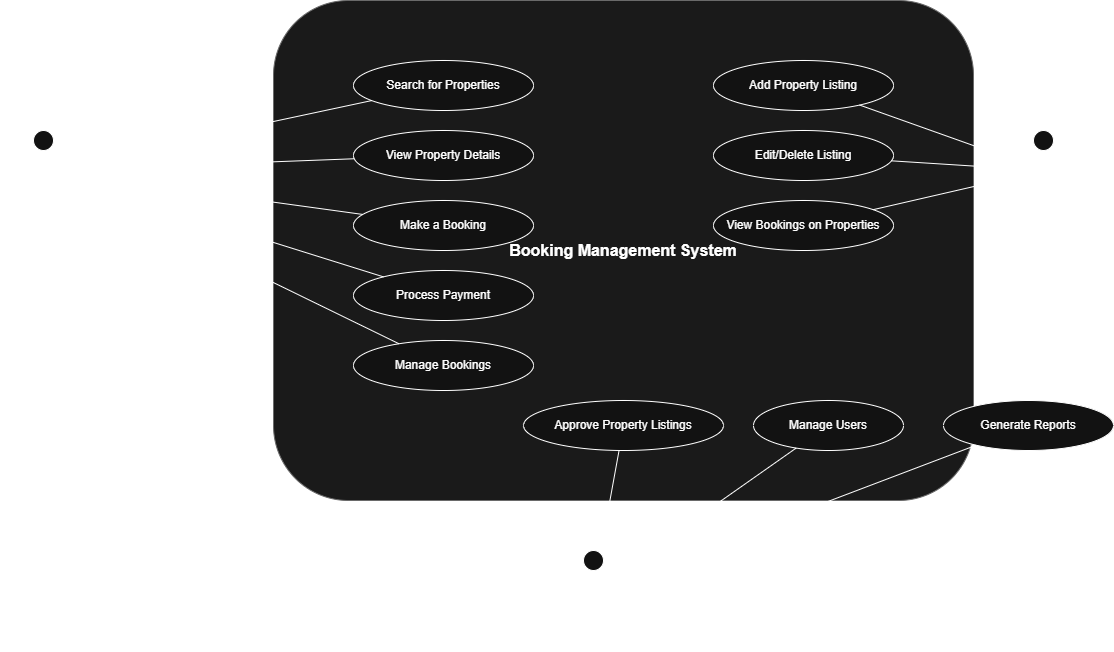 Search for Properties
Add Property Listing
View Property Details
Edit/Delete Listing
Make a Booking
View Bookings on Properties
Booking Management System
Process Payment
Manage Bookings
Approve Property Listings
Manage Users
Generate Reports